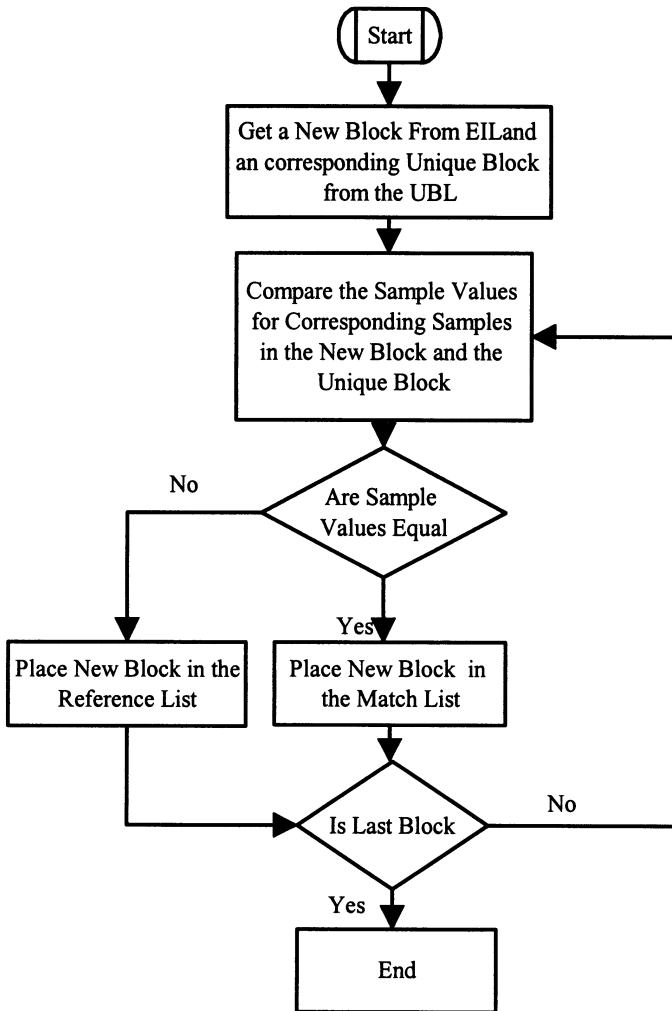 Start
Get a New Block From EILand
an corresponding Unique Block
from the UBL
Compare the Sample Values
for Corresponding Samples
in the New Block and the
Unique Block
No
Are Sample
Values Equal
Yes
Place New Block in the
Reference List
Place New Block in
the Match List
No
Is Last Block
Yes
End